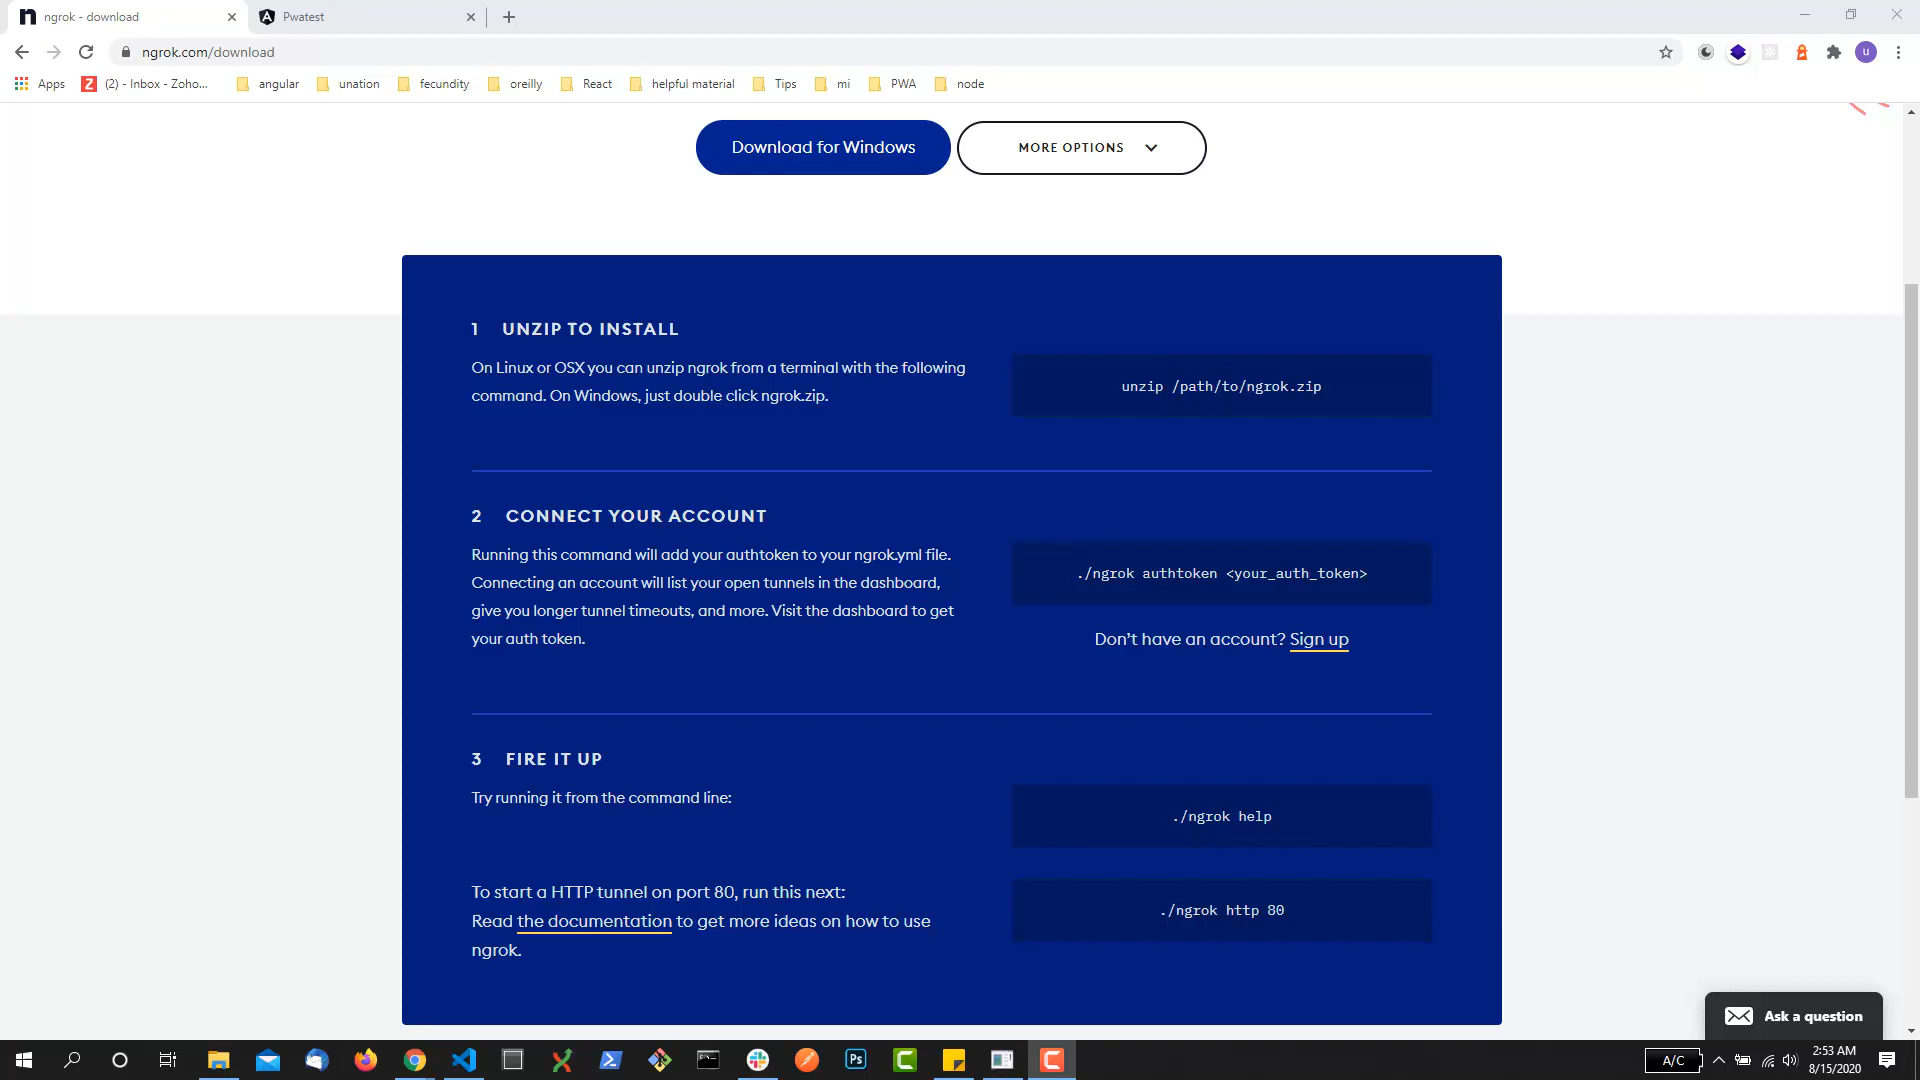 ngrok - download
Pwatest
ngrok.com/download
u
Apps
(2) - Inbox - Zoho...
angular
unation
fecundity
oreilly
React
helpful material
Tips
mi
PWA
node
Download for Windows
MORE OPTIONS
1 UNZIP TO INSTALL
On Linux or OSX you can unzip ngrok from a terminal with the following
command. On Windows, just double click ngrok.zip.
unzip /path/to/ngrok.zip
2 CONNECT YOUR ACCOUNT
Running this command will add your authtoken to your ngrok.yml file.
Connecting an account will list your open tunnels in the dashboard,
give you longer tunnel timeouts, and more. Visit the dashboard to get
your auth token.
./ngrok authtoken <your_auth_token>
Don't have an account? Sign up
3 FIRE IT UP
Try running it from the command line:
./ngrok help
To start a HTTP tunnel on port 80, run this next:
Read the documentation to get more ideas on how to use
ngrok.
./ngrok http 80
Ask a question
Ps
A/C
2:53 AM
8/15/2020